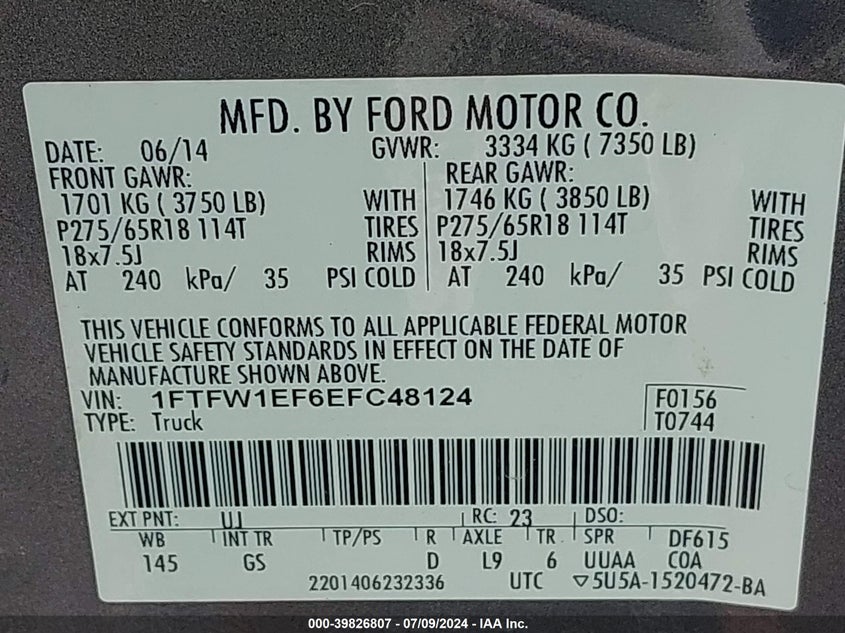 MFD. BY FORD MOTOR CO.
DATE: 06/14 GVWR: 3334 KG ( 7350 LB)
FRONT GAWR: REAR GAWR:
1701 KG ( 3750 LB) WITH 1746 KG ( 3850 LB) WITH
P275/65R18 114T TIRES P275/65R18 114T TIRES
18x7.5J RIMS 18x7.5J RIMS
AT 240 kPa/ 35 PSI COLD AT 240 kPa/ 35 PSI COLD
THIS VEHICLE CONFORMS TO ALL APPLICABLE FEDERAL MOTOR
VEHICLE SAFETY STANDARDS IN EFFECT ON THE DATE OF
MANUFACTURE SHOWN ABOVE.
VIN: 1FTFW1EF6EFC48124 F0156
TYPE: Truck T0744
EXT PNT: UJ RC: 23 DSO:
WB INT TR TP/PS R AXLE TR SPR DF615
145 GS D L9 6 UUAA COA
2201406232336 UTC ▽5U5A-1520472-BA
000-39826807 - 07/09/2024 - IAA Inc.